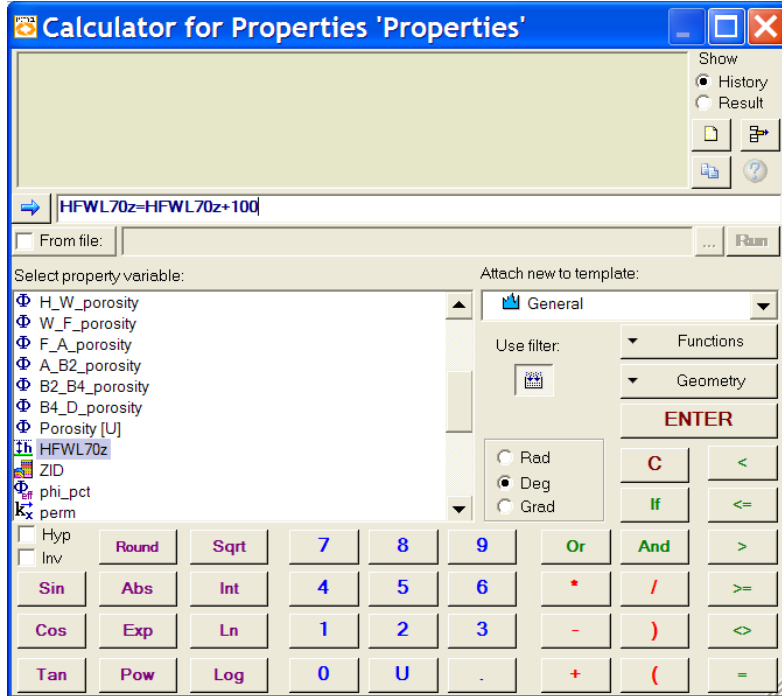 Calculator for Properties 'Properties'
Show
History
Result
HFWL70z=HFWL70z+100
From file:
...
Run
Select property variable:
Attach new to template:
H_W_porosity
W_F_porosity
F_A_porosity
A_B2_porosity
B2_B4_porosity
B4_D_porosity
Porosity [U]
HFWL70z
ZID
phi_pct
perm
General
Use filter:
Functions
Geometry
ENTER
Rad
Deg
Grad
C <
If <=
Hyp
Inv
Round Sqrt 7 8 9 Or And >
Sin Abs Int 4 5 6 * / >=
Cos Exp Ln 1 2 3 - ) <>
Tan Pow Log 0 U . + ( =